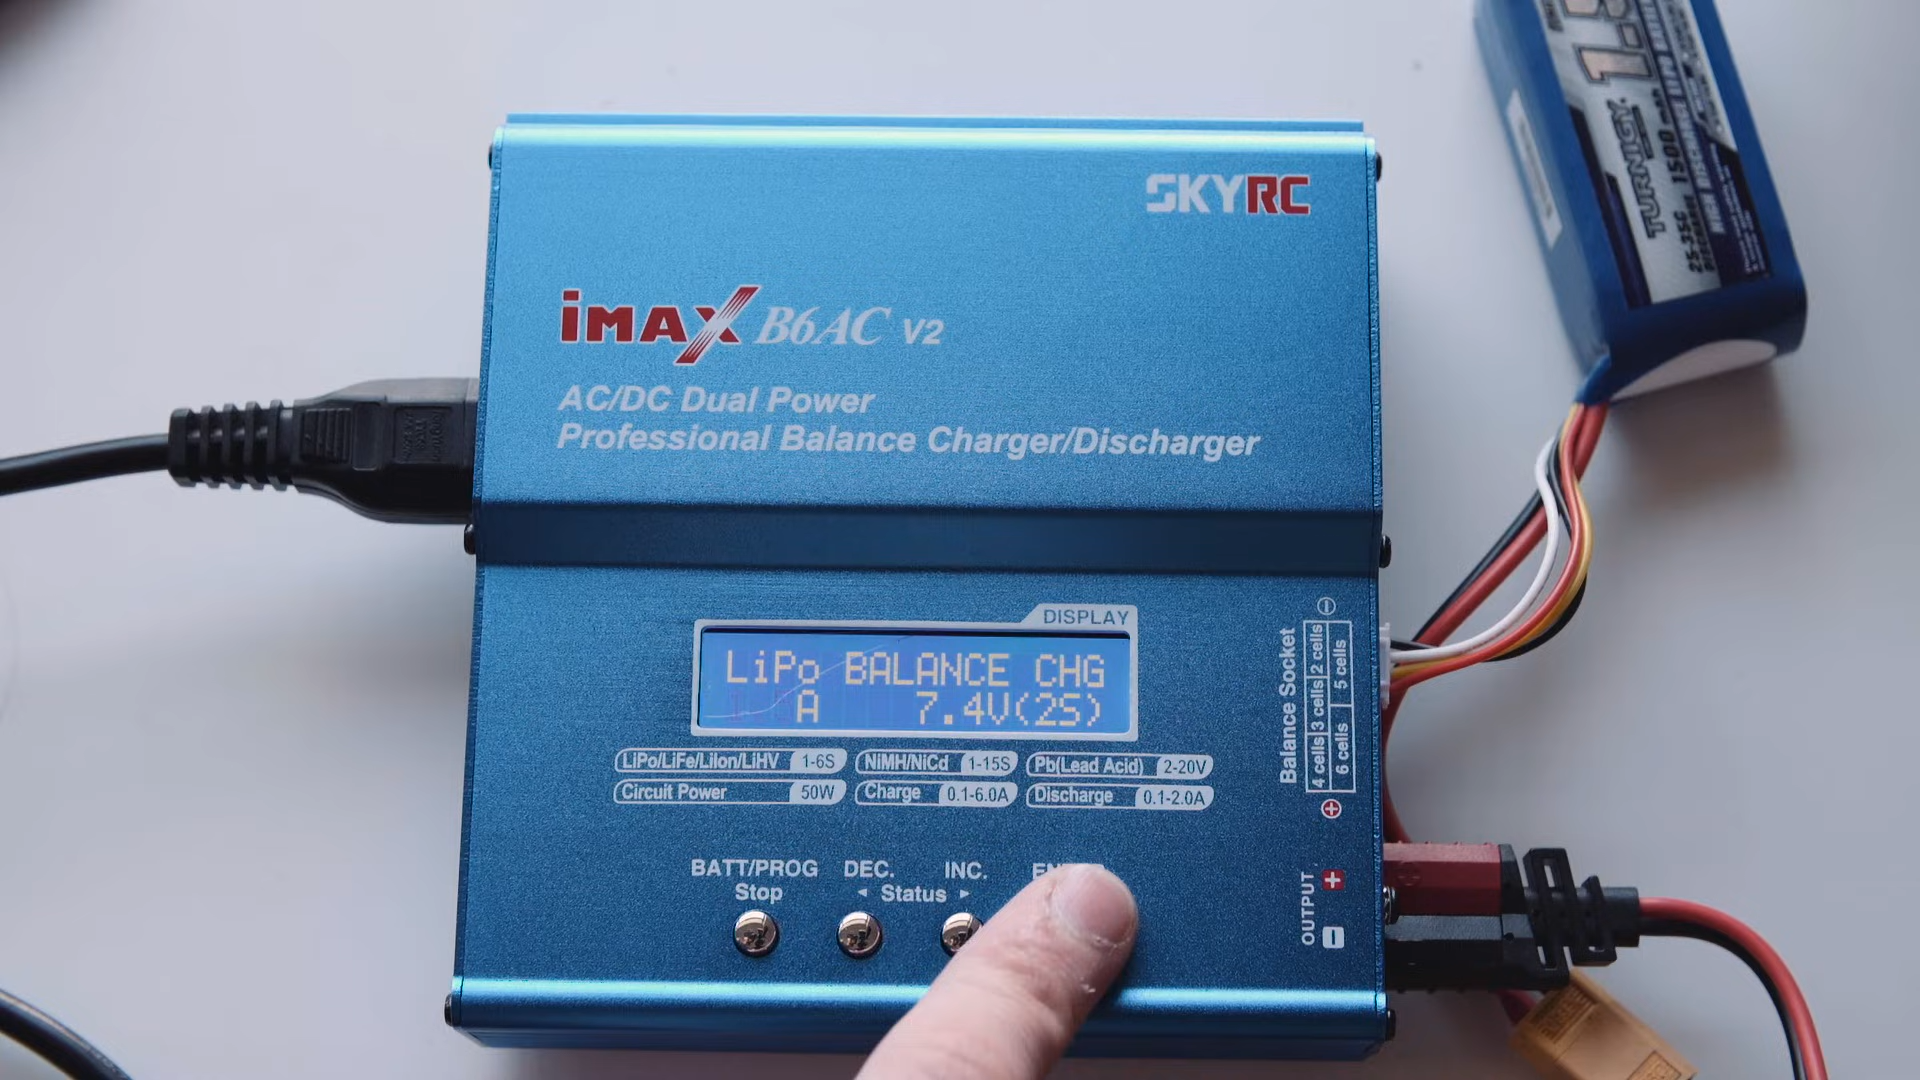 SKYRC
iMAX B6AC V2
AC/DC Dual Power
Professional Balance Charger/Discharger
DISPLAY
LiPo BALANCE CHG
A 7.4V(2S)
LiPo/LiFe/LiIon/LiHV 1-6S NiMH/NiCd 1-15S Pb(Lead Acid) 2-20V
Circuit Power 50W Charge 0.1-6.0A Discharge 0.1-2.0A
BATT/PROG DEC. INC.
Stop ◄ Status ►
Balance Socket
4 cells 3 cells 2 cells
6 cells 5 cells
OUTPUT
TURNIGY
1500 mAh
25-35C
DISCHARGE